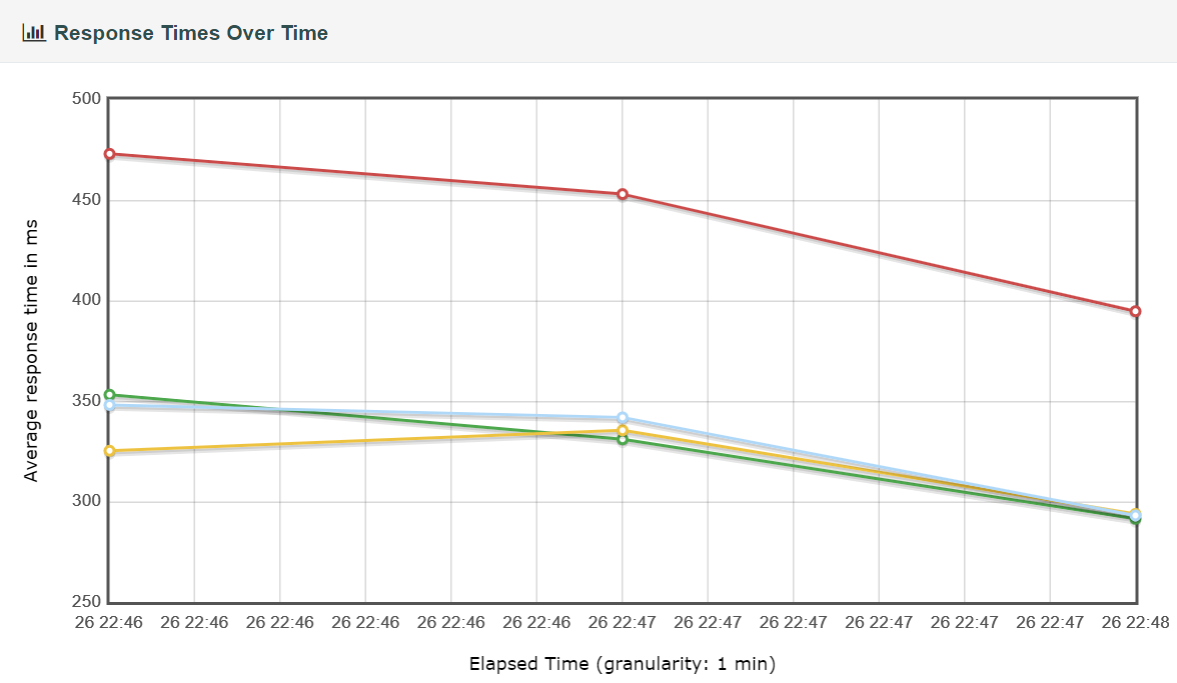 Response Times Over Time
500
450
400
350
300
250
Average response time in ms
26 22:46 26 22:46 26 22:46 26 22:46 26 22:46 26 22:46 26 22:47 26 22:47 26 22:47 26 22:47 26 22:47 26 22:47 26 22:48
Elapsed Time (granularity: 1 min)